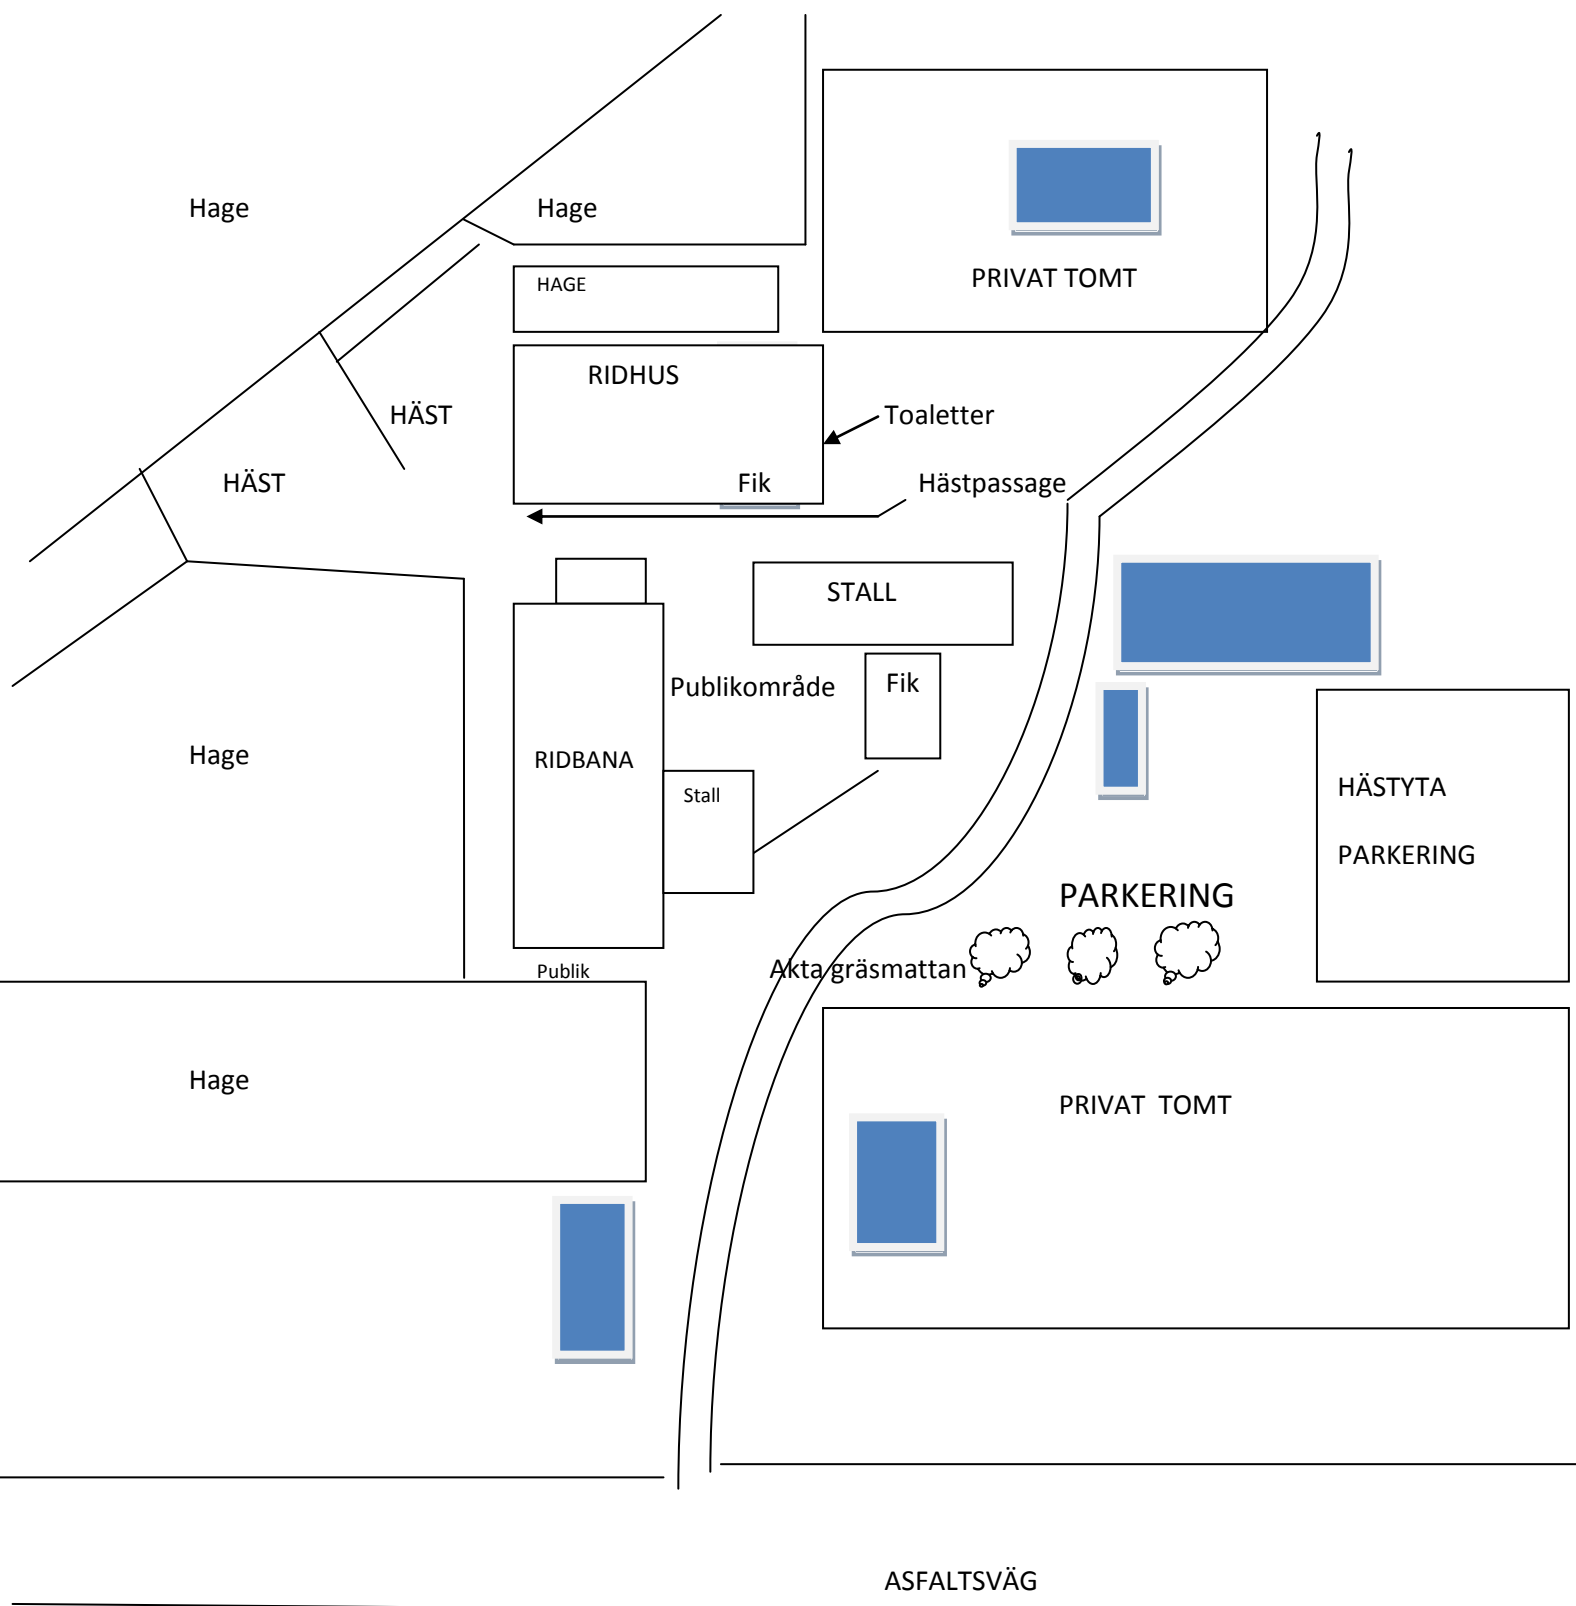 Hage
Hage
PRIVAT TOMT
HAGE
RIDHUS
HÄST
Toaletter
HÄST
Fik
Hästpassage
STALL
Publikområde
Fik
Hage
RIDBANA
Stall
HÄSTYTA
PARKERING
PARKERING
Publik
Akta gräsmattan
Hage
PRIVAT TOMT
ASFALTSVÄG